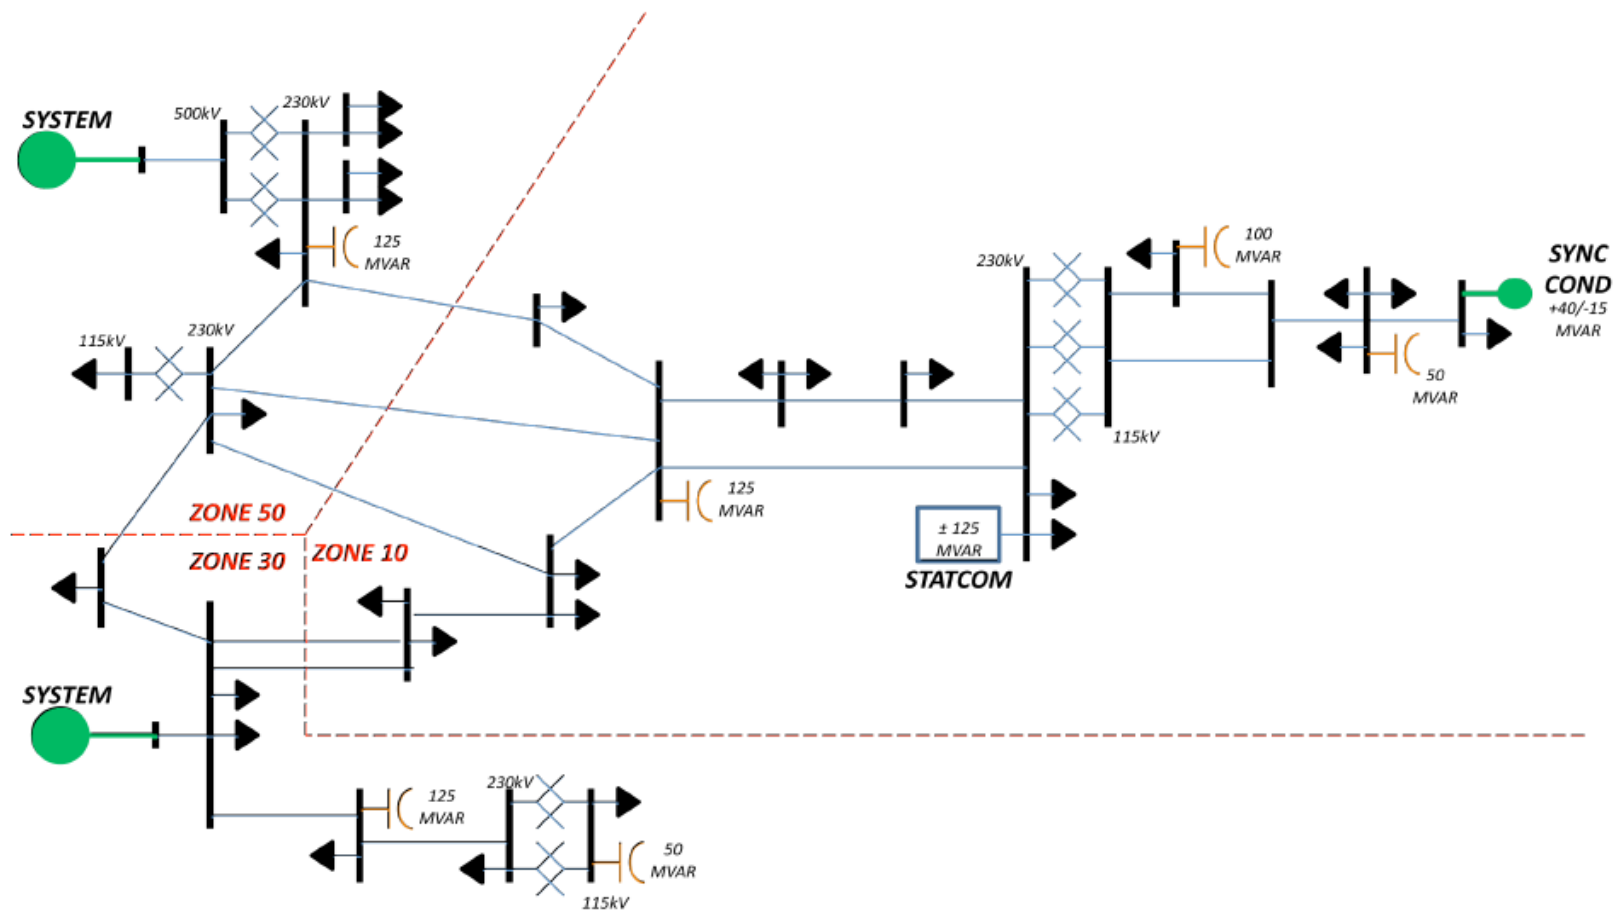 SYSTEM
500kV
230kV
125
MVAR
115kV
230kV
ZONE 50
ZONE 30
ZONE 10
125
MVAR
230kV
115kV
100
MVAR
SYNC
COND
+40/-15
MVAR
50
MVAR
± 125
MVAR
STATCOM
SYSTEM
125
MVAR
230kV
50
MVAR
115kV